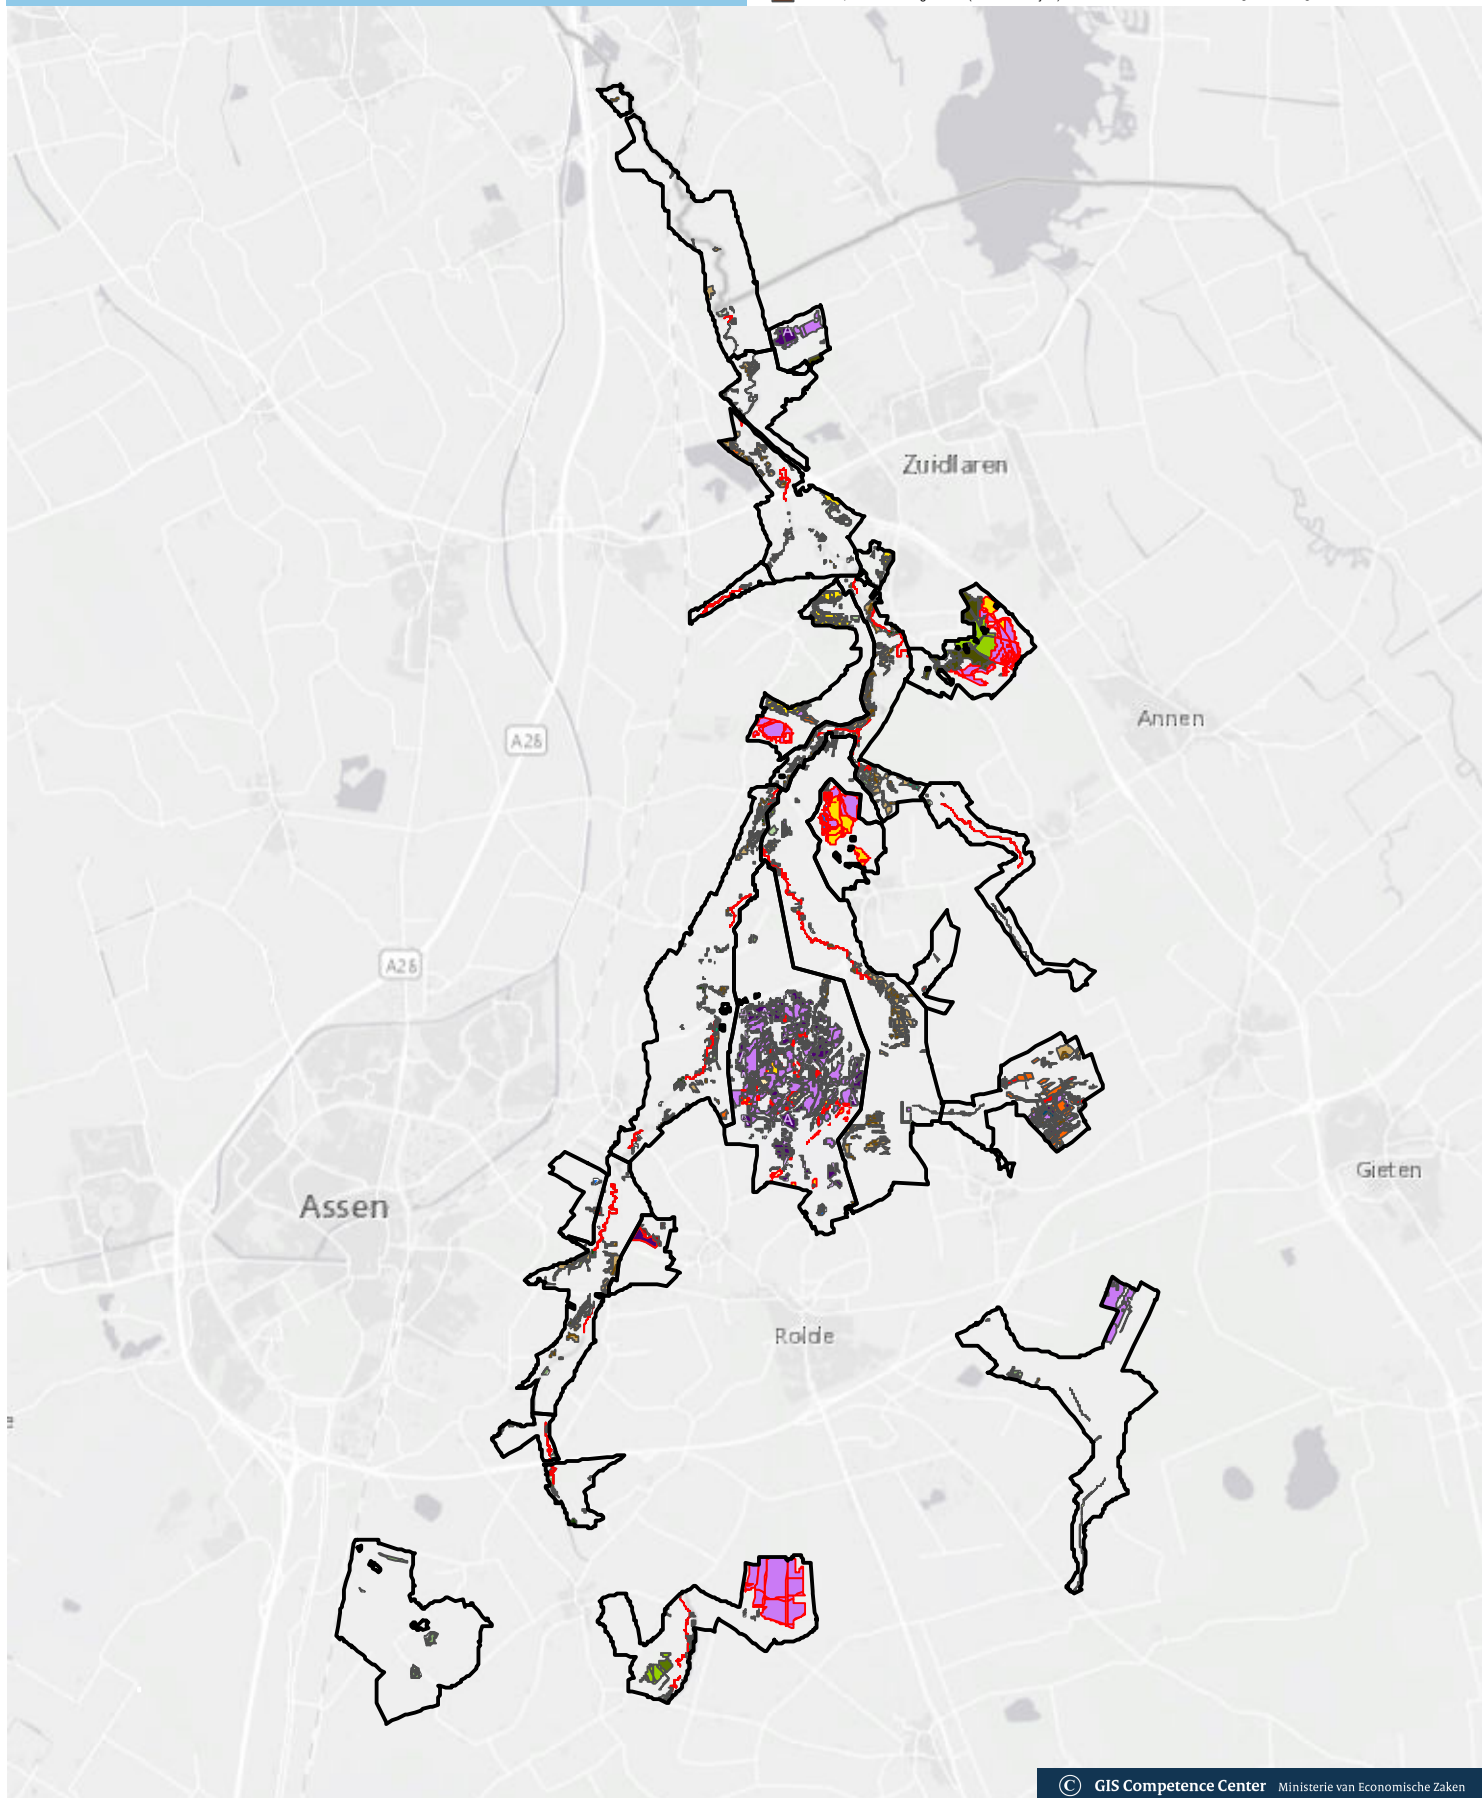 Zuidlaren
Annen
A28
A
A28
A
Assen
Gieten
Rolde
© GIS Competence Center Ministerie van Economische Zaken